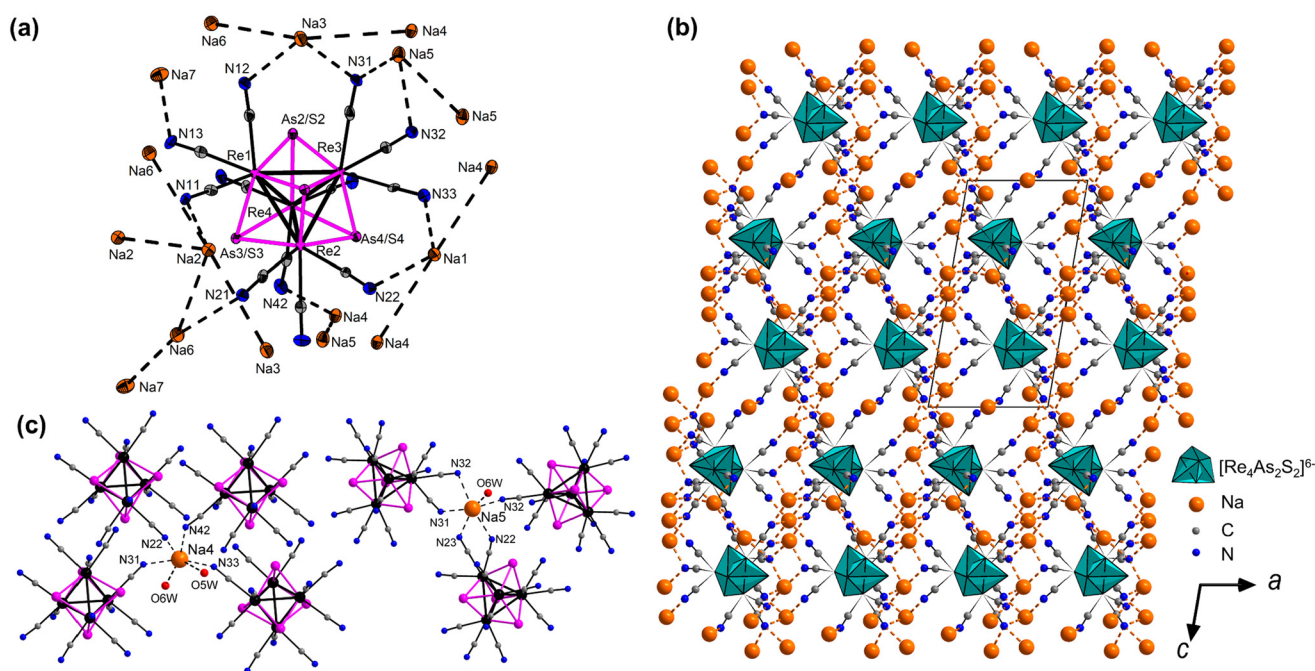 (a)
Na6
Na3
Na4
Na5
Na7
N12
N31
Na5
N13
As2/S2
N32
Re1
Re3
Na4
Na6
N11
N33
Re4
As3/S3
Re2
As4/S4
Na2
Na2
Na1
N21
N42
N22
Na4
Na6
Na5
Na4
Na3
Na7
(b)
[Re4As2S2]6-
Na
C
N
a
c
(c)
N32
O6W
N42
N31
Na5
N32
N22
Na4
N23
N22
N31
N33
O6W
O5W